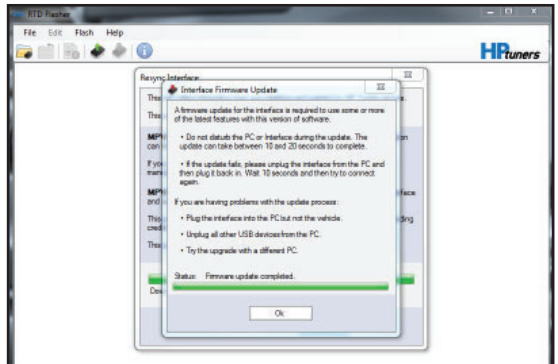 RTD Flasher
File Edit Flash Help
HPtuners
Resync Interface
Interface Firmware Update
A firmware update for the interface is required to use some or more
of the latest features with this version of software.
• Do not disturb the PC or Interface during the update. The
update can take between 10 and 20 seconds to complete.
• If the update fails, please unplug the interface from the PC and
then plug it back in. Wait 10 seconds and then try to connect
again.
If you are having problems with the update process:
• Plug the interface into the PC but not the vehicle.
• Unplug all other USB devices from the PC.
• Try the upgrade with a different PC.
Status: Firmware update completed.
Ok